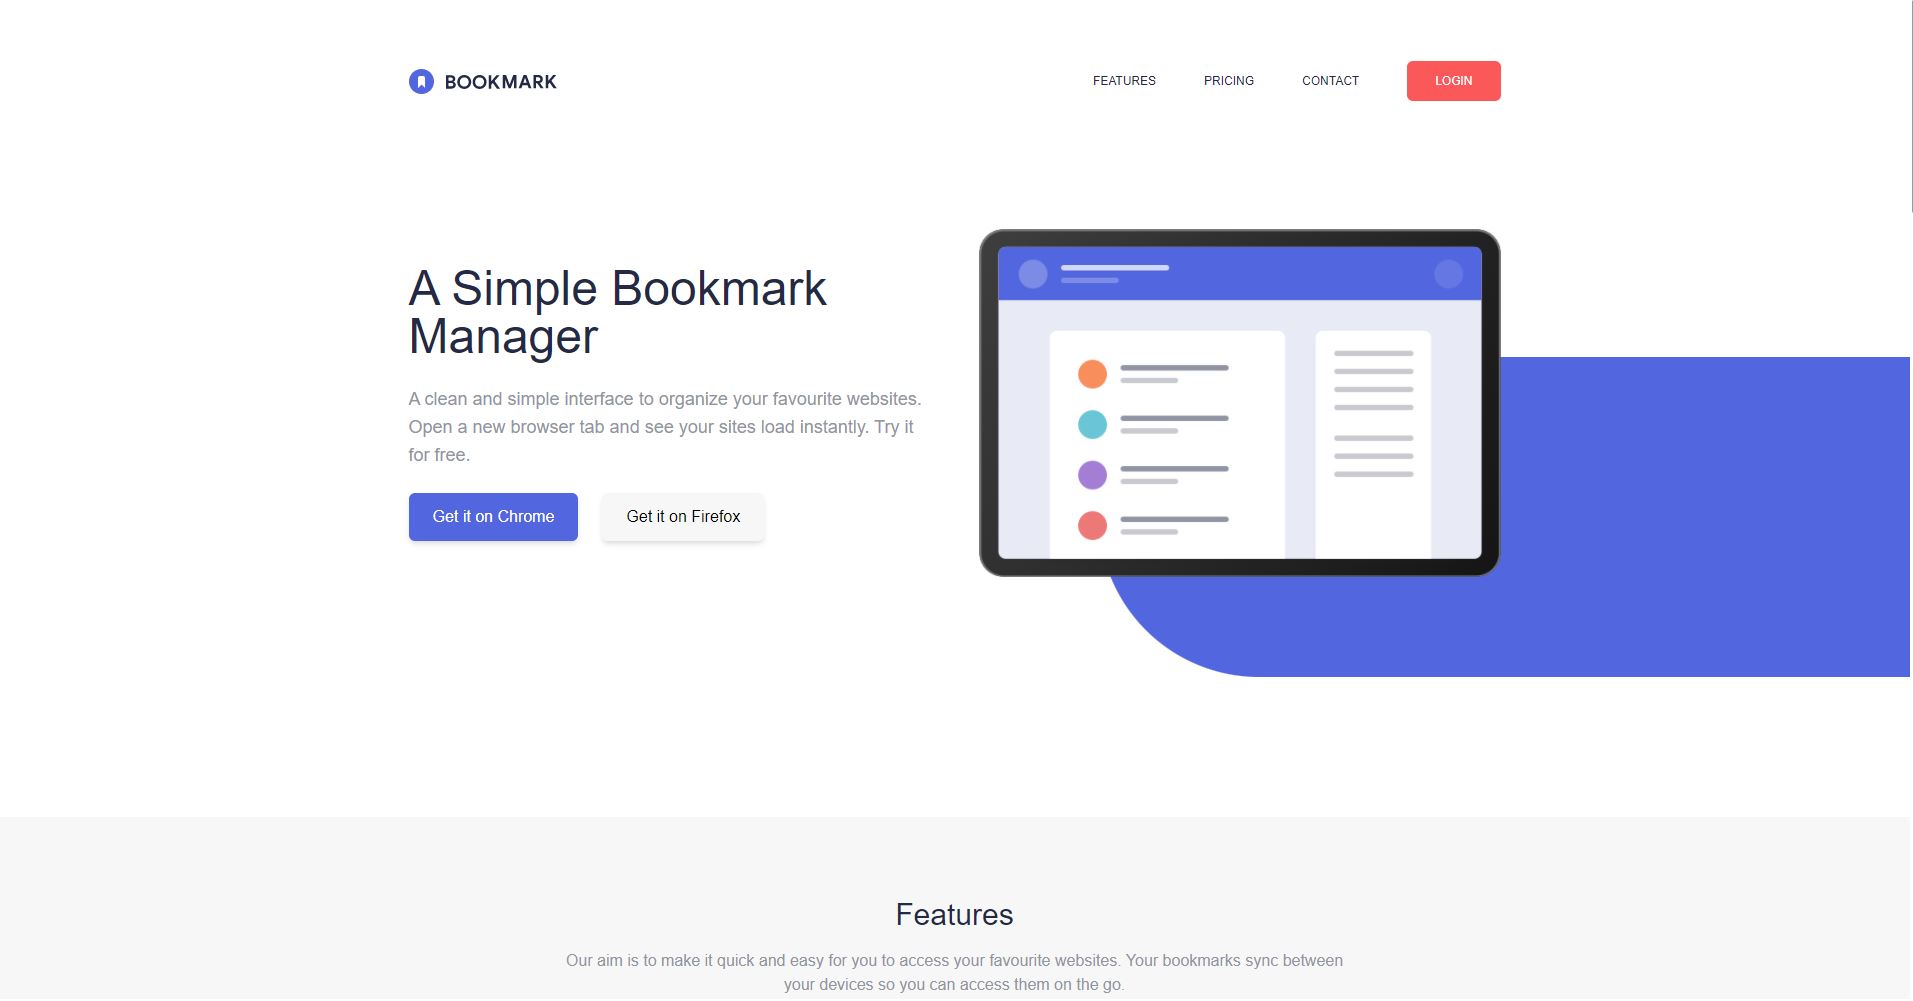 BOOKMARK
FEATURES PRICING CONTACT LOGIN
A Simple Bookmark
Manager
A clean and simple interface to organize your favourite websites.
Open a new browser tab and see your sites load instantly. Try it
for free.
Get it on Chrome Get it on Firefox
Features
Our aim is to make it quick and easy for you to access your favourite websites. Your bookmarks sync between
your devices so you can access them on the go.